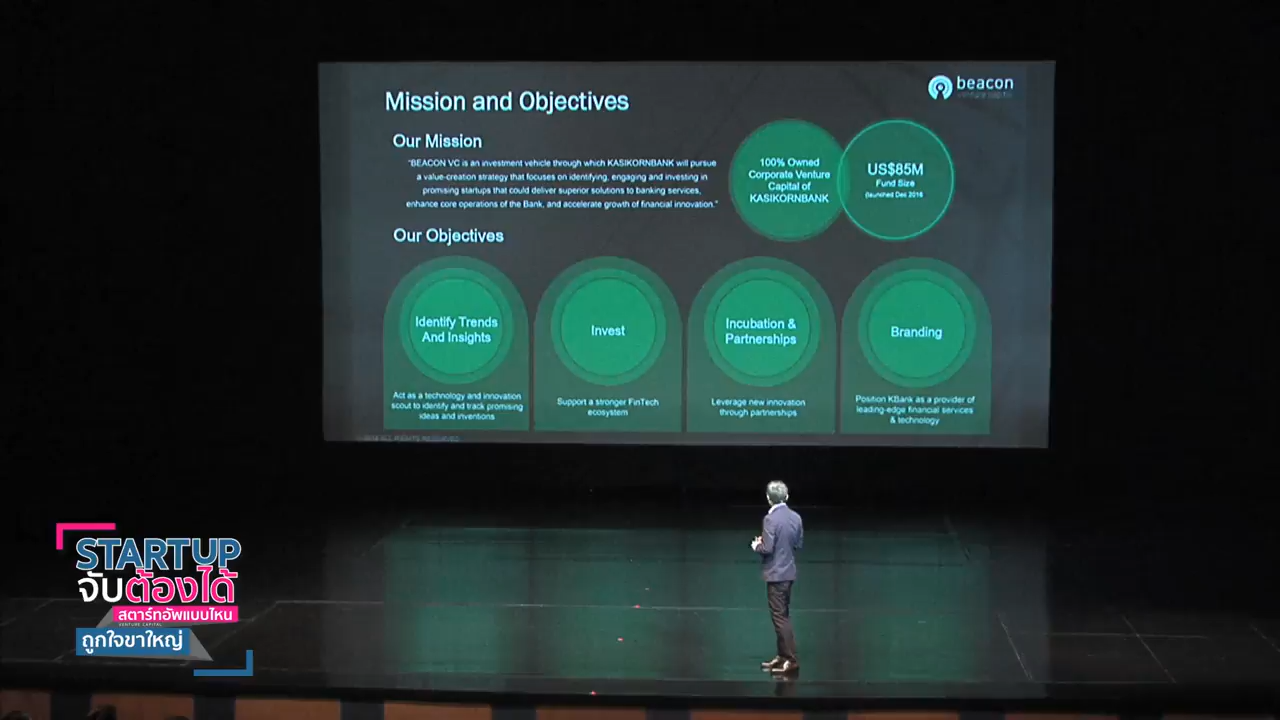 beacon
Mission and Objectives
Our Mission
"BEACON VC is an investment vehicle through which KASIKORNBANK will pursue
a value-creation strategy that focuses on identifying, engaging and investing in
promising startups that could deliver superior solutions to banking services,
enhance core operations of the Bank, and accelerate growth of financial innovation."
100% Owned
Corporate Venture
Capital of
KASIKORNBANK
US$85M
Fund Size
(launched Dec 2016
Our Objectives
Identify Trends
And Insights
Act as a technology and innovation
scout to identify and track promising
ideas and inventions
Invest
Support a stronger FinTech
ecosystem
Incubation &
Partnerships
Leverage new innovation
through partnerships
Branding
Position KBank as a provider of
leading-edge financial services
& technology
STARTUP
จับต้องได้
สตาร์ทอัพแบบไหน
VENTURE CAPITAL
ถูกใจขาใหญ่